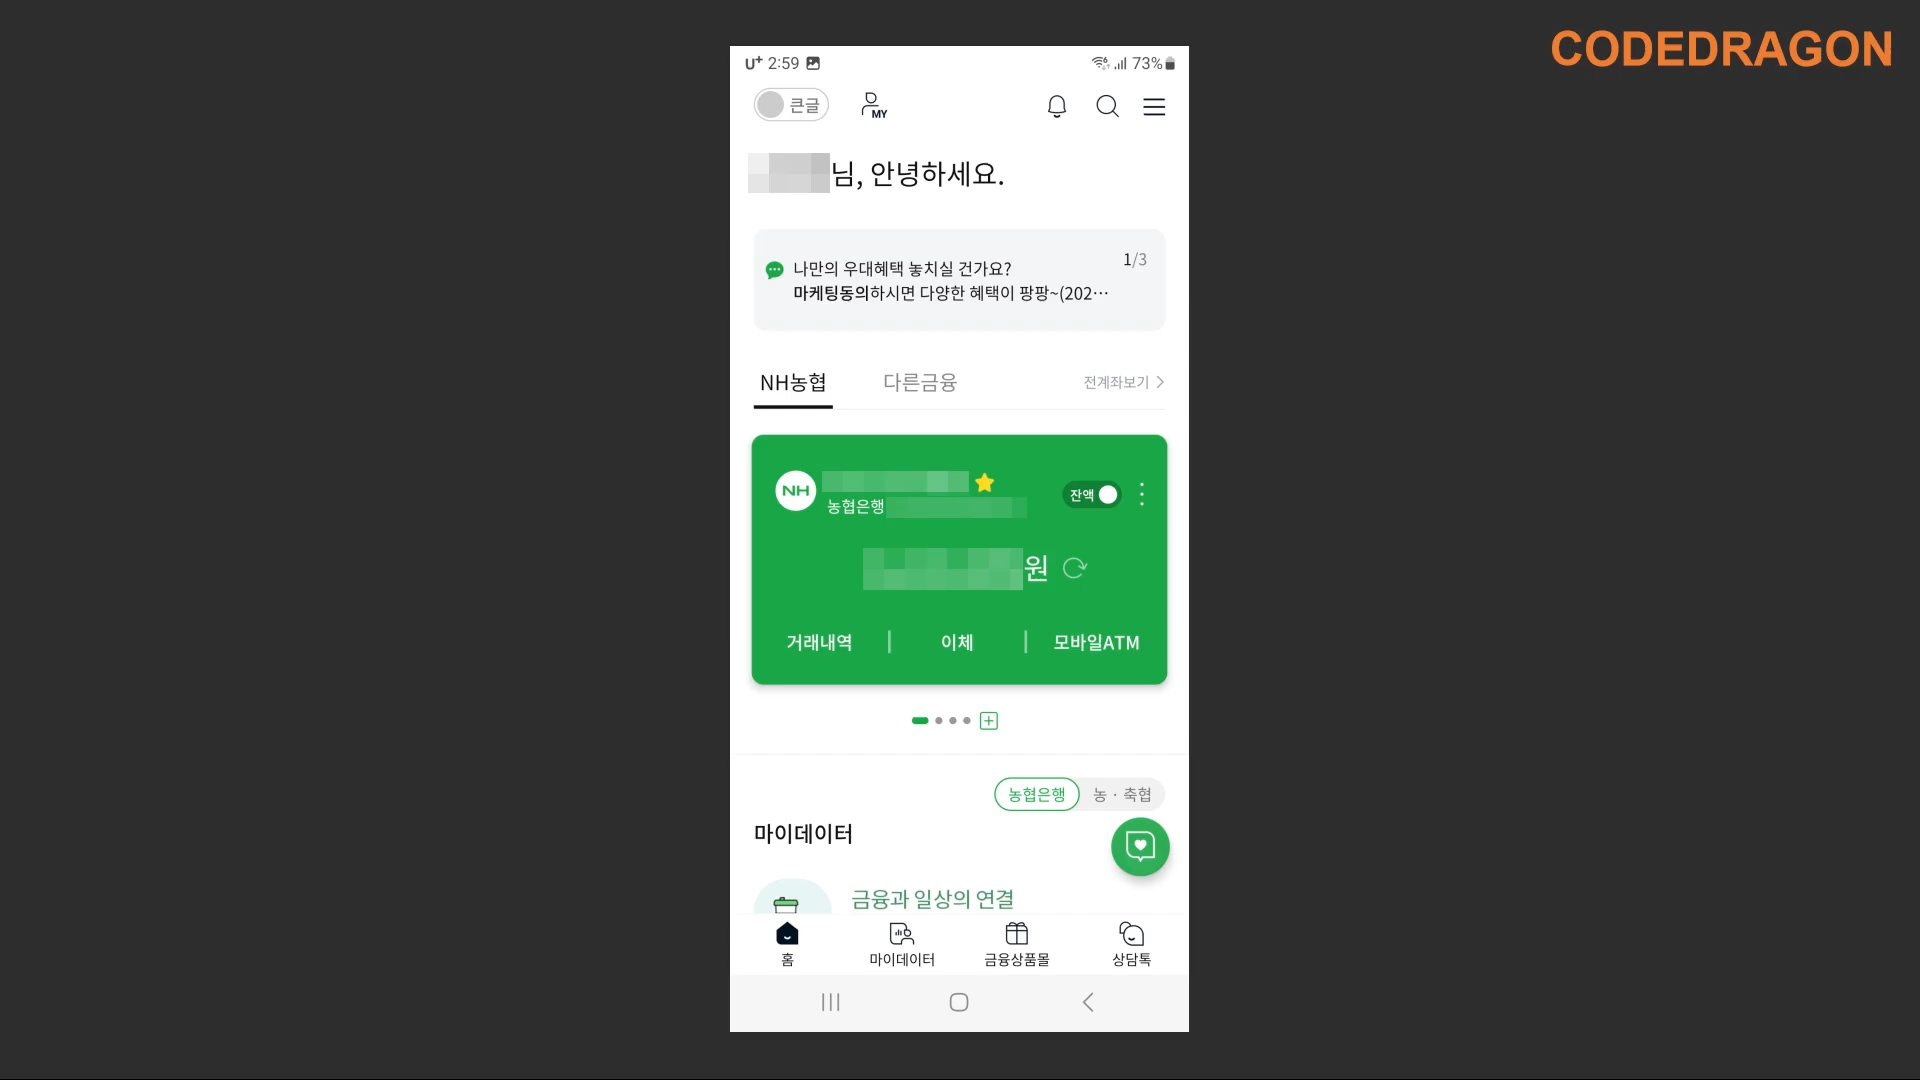 CODEDRAGON
U+ 2:59 73%
큰글 MY
님, 안녕하세요.
1/3
나만의 우대혜택 놓치실 건가요?
마케팅동의하시면 다양한 혜택이 팡팡~(202…
NH농협 다른금융 전계좌보기
NH
농협은행
잔액
원
거래내역 이체 모바일ATM
농협은행 농 · 축협
마이데이터
금융과 일상의 연결
홈 마이데이터 금융상품몰 상담톡